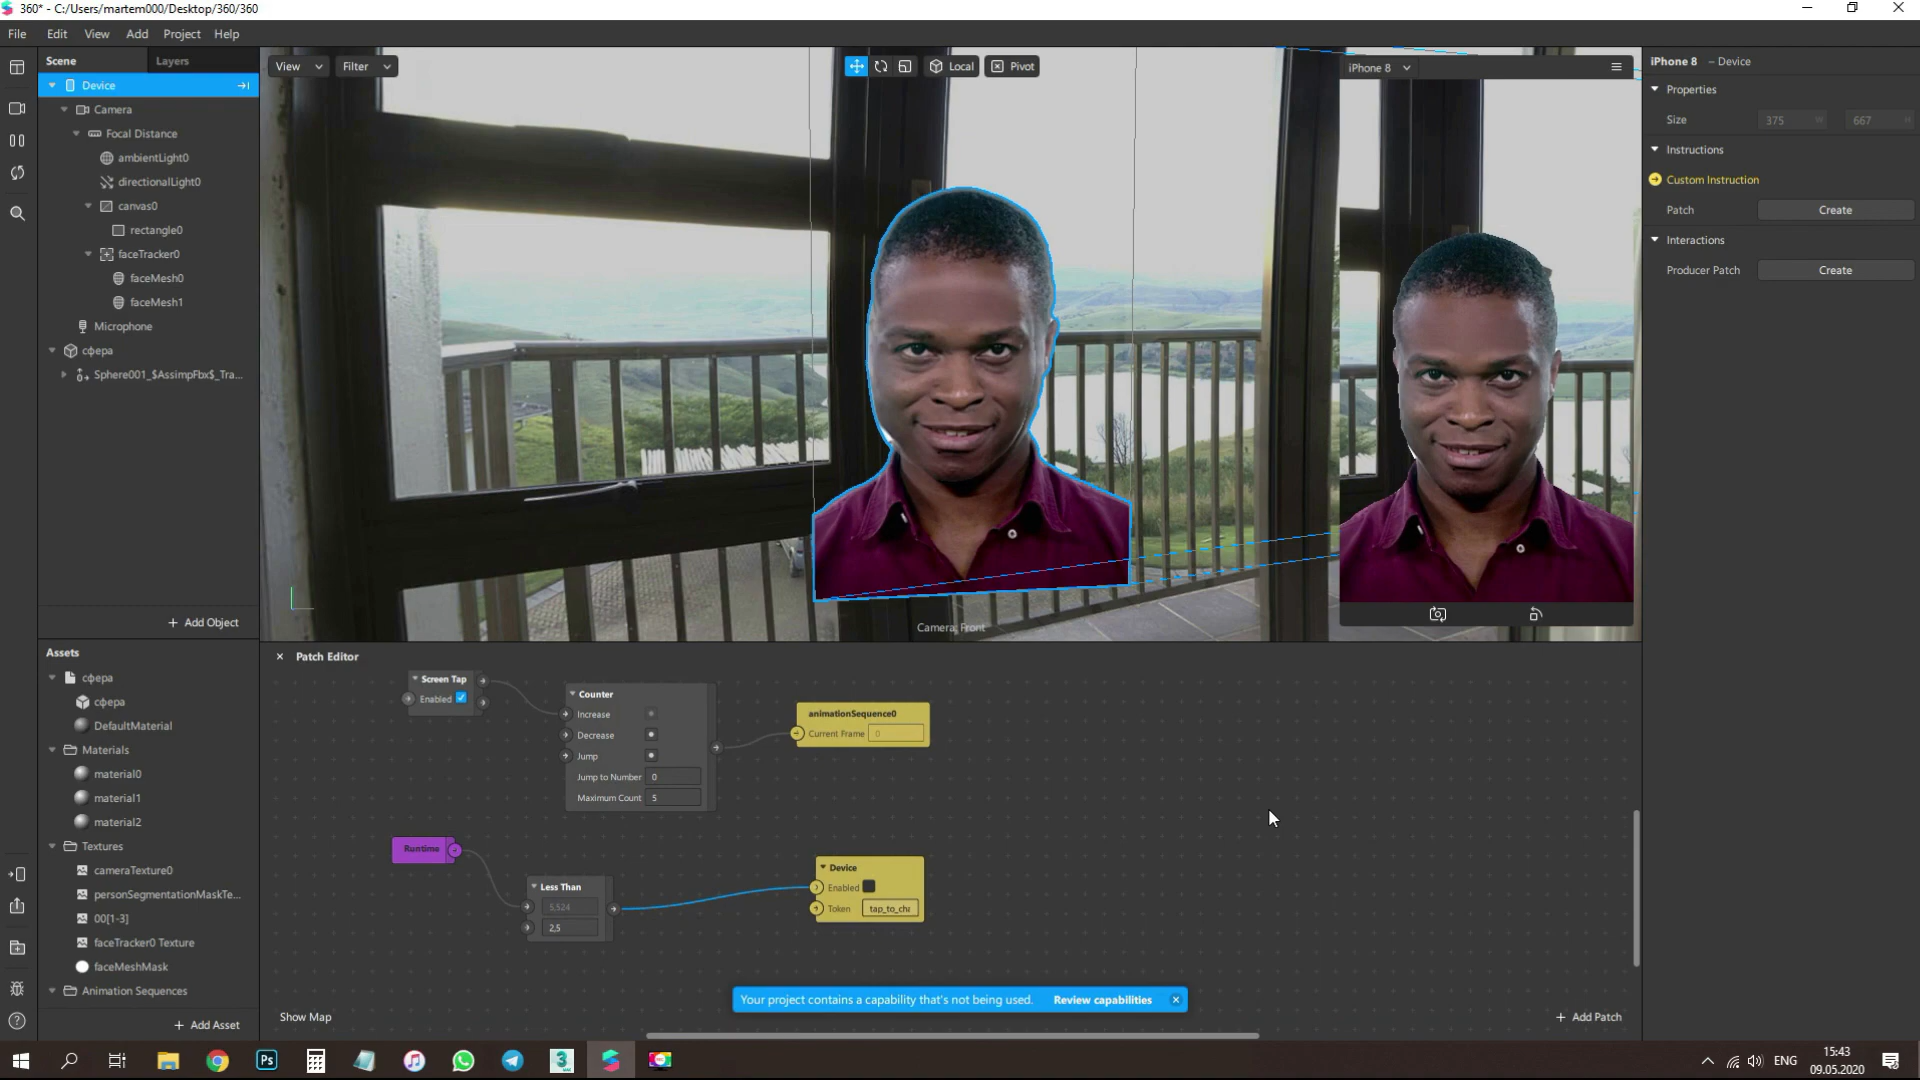 360* - C:/Users/martem000/Desktop/360/360
File Edit View Add Project Help
Scene Layers
Device
Camera
Focal Distance
ambientLight0
directionalLight0
canvas0
rectangle0
faceTracker0
faceMesh0
faceMesh1
Microphone
сфера
Sphere001_$AssimpFbx$_Tra...
+ Add Object
View Filter
Local Pivot
Camera: Front
iPhone 8
iPhone 8 – Device
Properties
Size 375 W 667 H
Instructions
Custom Instruction
Patch Create
Interactions
Producer Patch Create
Assets
сфера
сфера
DefaultMaterial
Materials
material0
material1
material2
Textures
cameraTexture0
personSegmentationMaskTe...
00[1-3]
faceTracker0 Texture
faceMeshMask
Animation Sequences
+ Add Asset
Patch Editor
Screen Tap
Enabled
Counter
Increase
Decrease
Jump
Jump to Number 0
Maximum Count 5
animationSequence0
Current Frame 0
Runtime
Less Than
5,524
2,5
Device
Enabled
Token tap_to_cha
Your project contains a capability that's not being used. Review capabilities
Show Map
+ Add Patch
Ps
3
ENG
15:43
09.05.2020